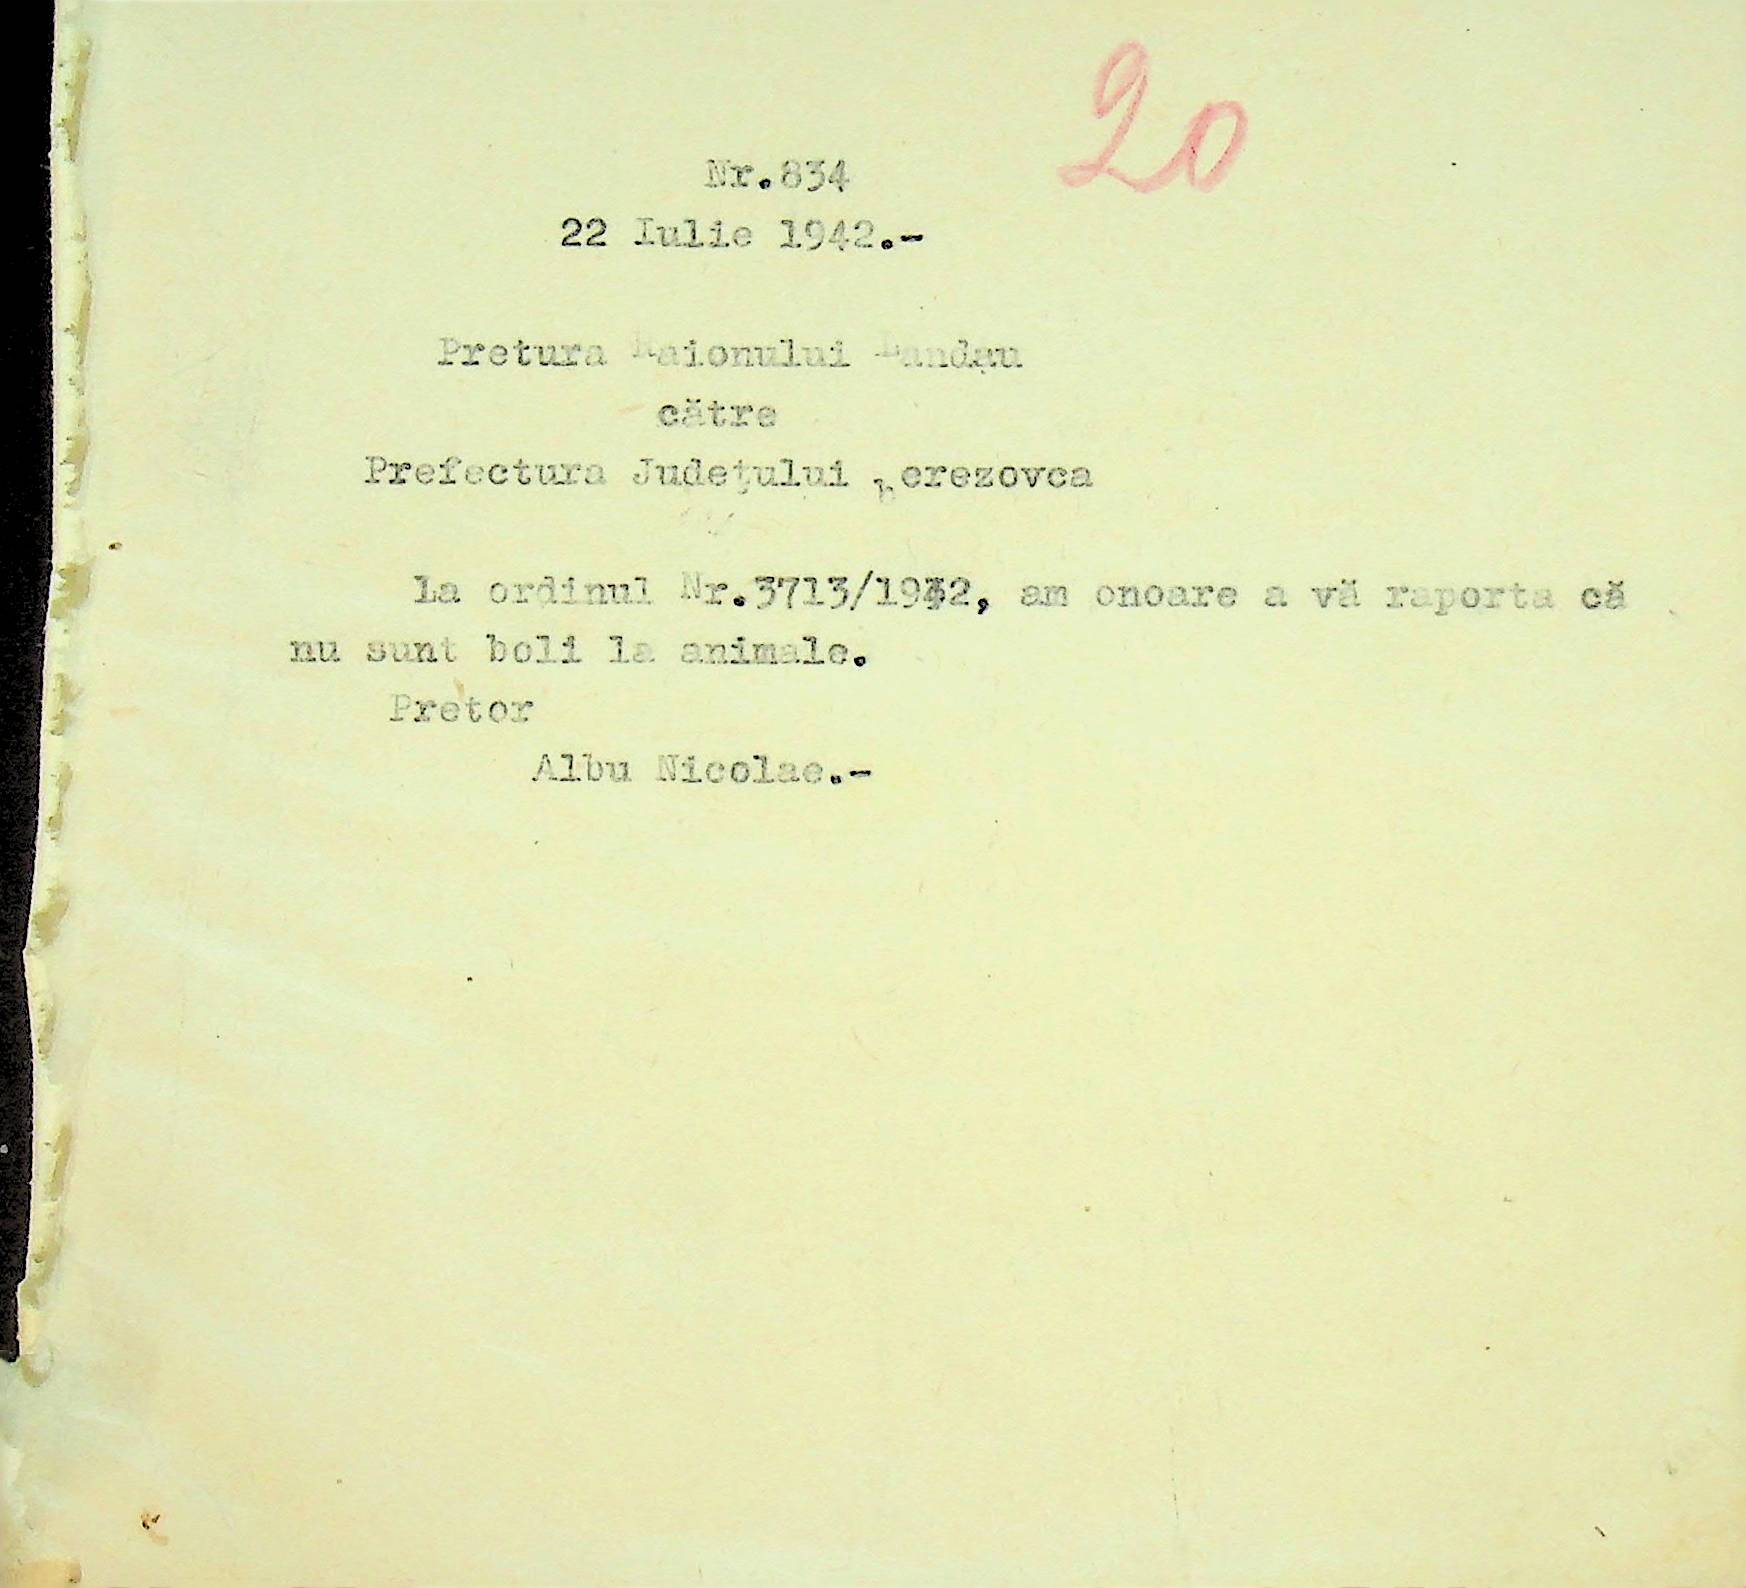 20
Nr.834
22 Iulie 1942.-
Pretura Raionului Landau
către
Prefectura Județului Berezovca
La ordinul Nr.3713/1942, am onoare a vă raporta că
nu sunt boli la animale.
Pretor
Albu Nicolae.-